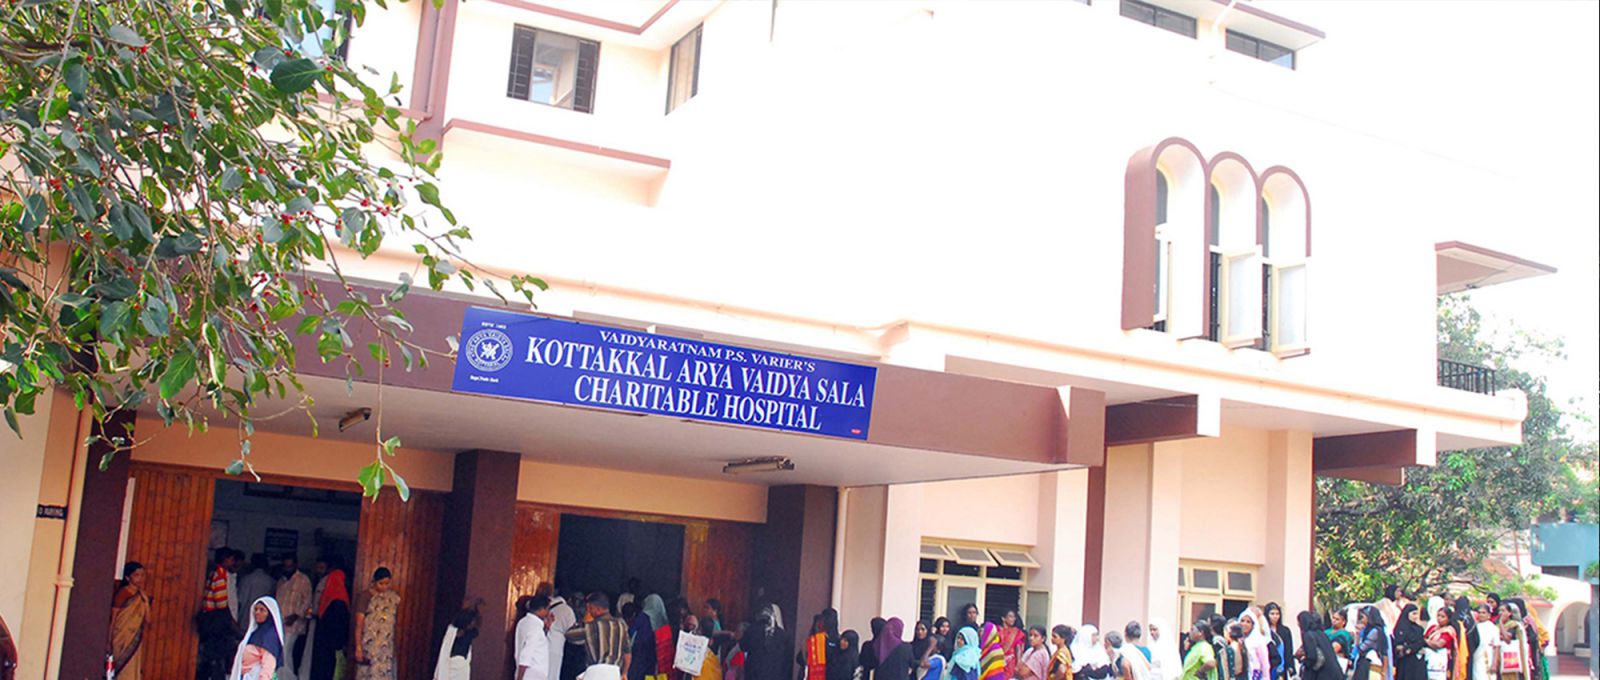 VAIDYARATNAM P.S. VARIER'S
KOTTAKKAL ARYA VAIDYA SALA
CHARITABLE HOSPITAL